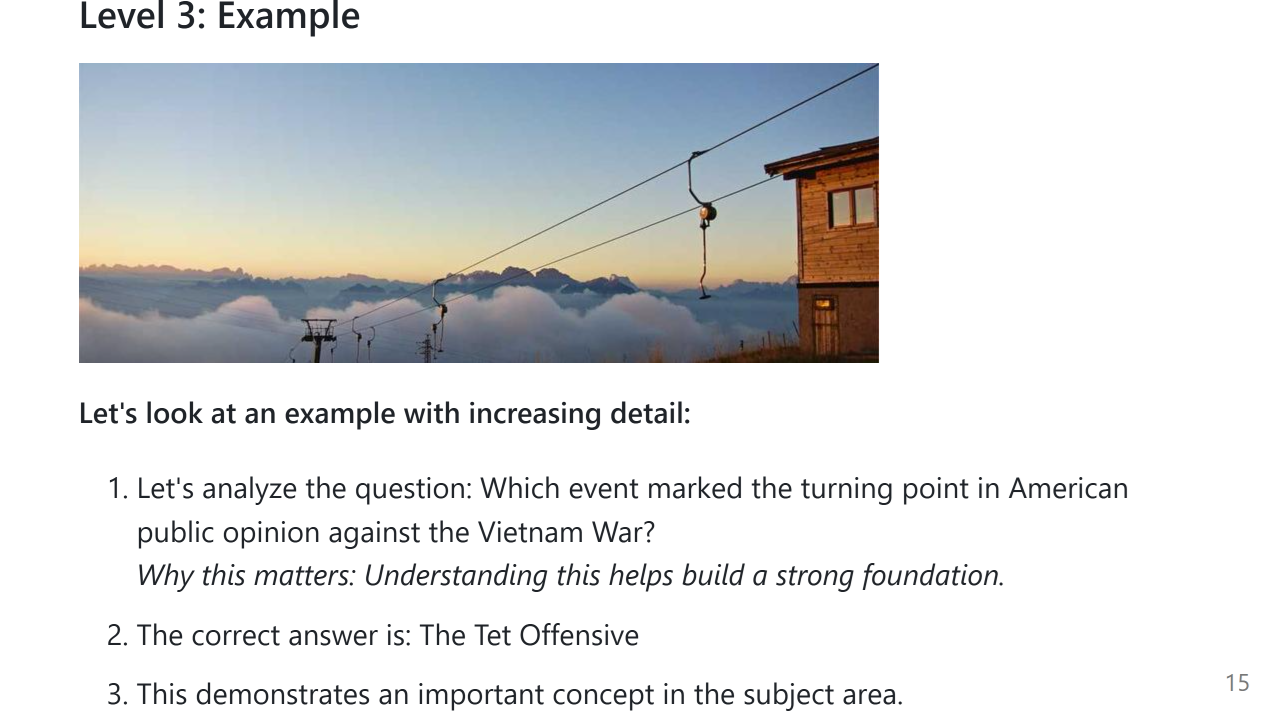 Level 3: Example
Let's look at an example with increasing detail:
1. Let's analyze the question: Which event marked the turning point in American
public opinion against the Vietnam War?
Why this matters: Understanding this helps build a strong foundation.
2. The correct answer is: The Tet Offensive
3. This demonstrates an important concept in the subject area.
15